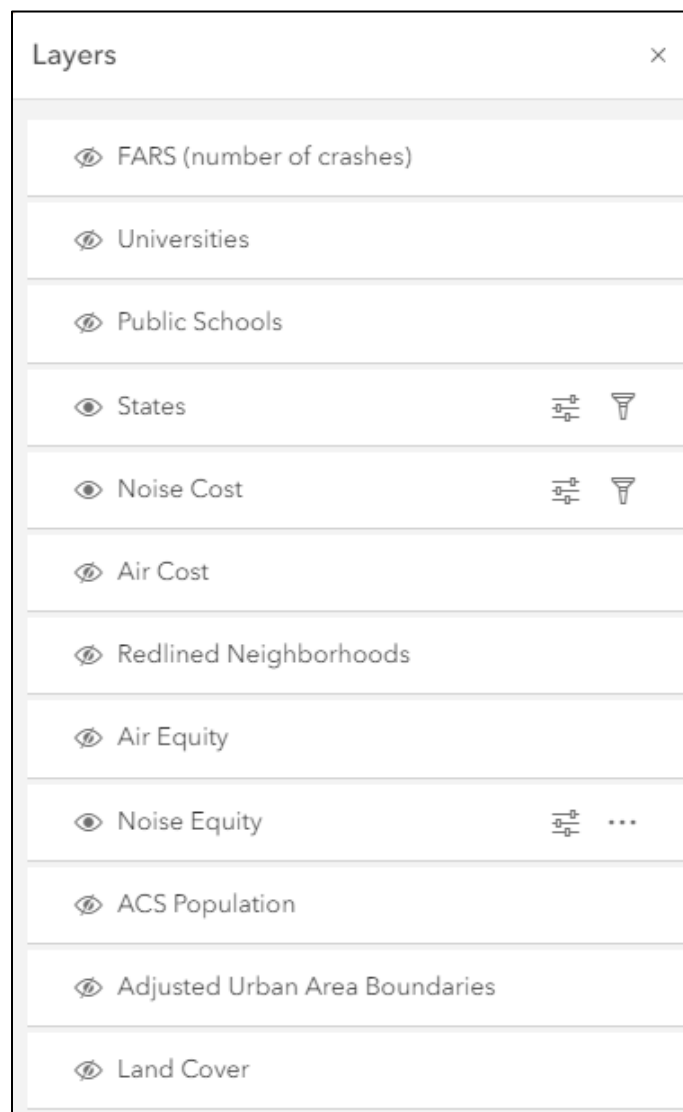 Layers
FARS (number of crashes)
Universities
Public Schools
States
Noise Cost
Air Cost
Redlined Neighborhoods
Air Equity
Noise Equity
ACS Population
Adjusted Urban Area Boundaries
Land Cover